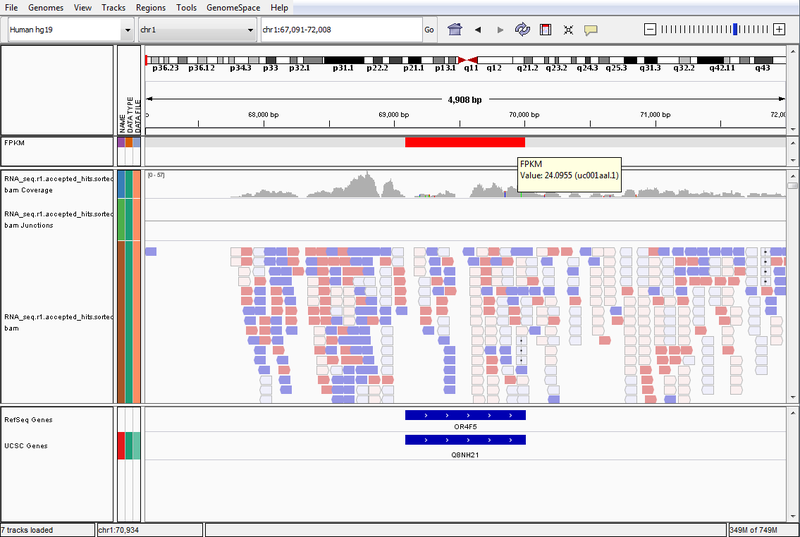 File Genomes View Tracks Regions Tools GenomeSpace Help
Human hg19 chr1 chr1:67,091-72,008 Go
p36.23 p36.12 p34.3 p33 p32.1 p31.1 p22.2 p21.1 p13.1 q11 q12 q21.2 q23.2 q24.3 q25.3 q31.3 q32.2 q42.11 q43
4,908 bp
68,000 bp 69,000 bp 70,000 bp 71,000 bp 72,0
NAME
DATA TYPE
DATA FILE
FPKM
FPKM
Value: 24.0955 (uc001aal.1)
[0 - 57]
RNA_seq.r1.accepted_hits.sorted
bam Coverage
RNA_seq.r1.accepted_hits.sorted
bam Junctions
RNA_seq.r1.accepted_hits.sorted
bam
RefSeq Genes
OR4F5
UCSC Genes
Q8NH21
7 tracks loaded chr1:70,934 349M of 749M